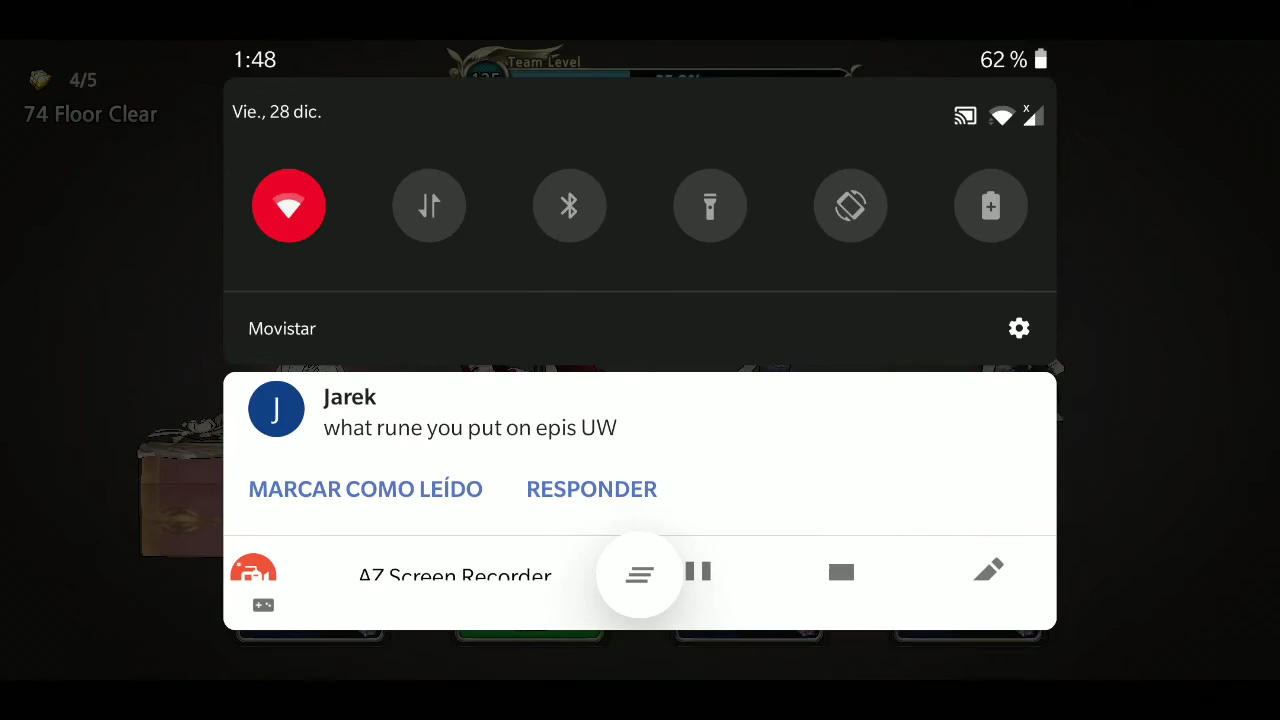 1:48
62 %
Team Level
4/5
74 Floor Clear
Vie., 28 dic.
x
Movistar
J
Jarek
what rune you put on epis UW
MARCAR COMO LEÍDO
RESPONDER
AZ Screen Recorder